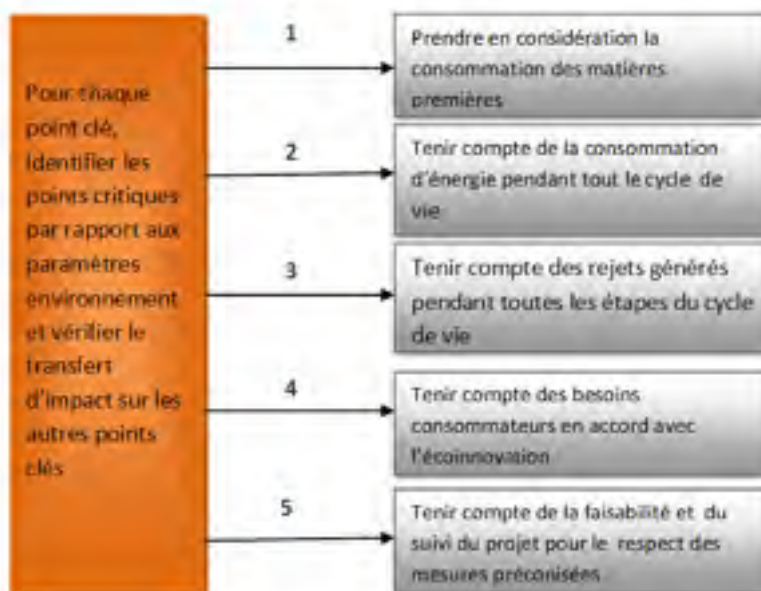 Pour chaque
point clé,
Identifier les
points critiques
par rapport aux
paramètres
environnement
et vérifier le
transfert
d'impact sur les
autres points
clés
1
Prendre en considération la
consommation des matières
premières
2
Tenir compte de la consommation
d'énergie pendant tout le cycle de
vie
3
Tenir compte des rejets générés
pendant toutes les étapes du cycle
de vie
4
Tenir compte des besoins
consommateurs en accord avec
l'écoinnovation
5
Tenir compte de la faisabilité et du
suivi du projet pour le respect des
mesures préconisées